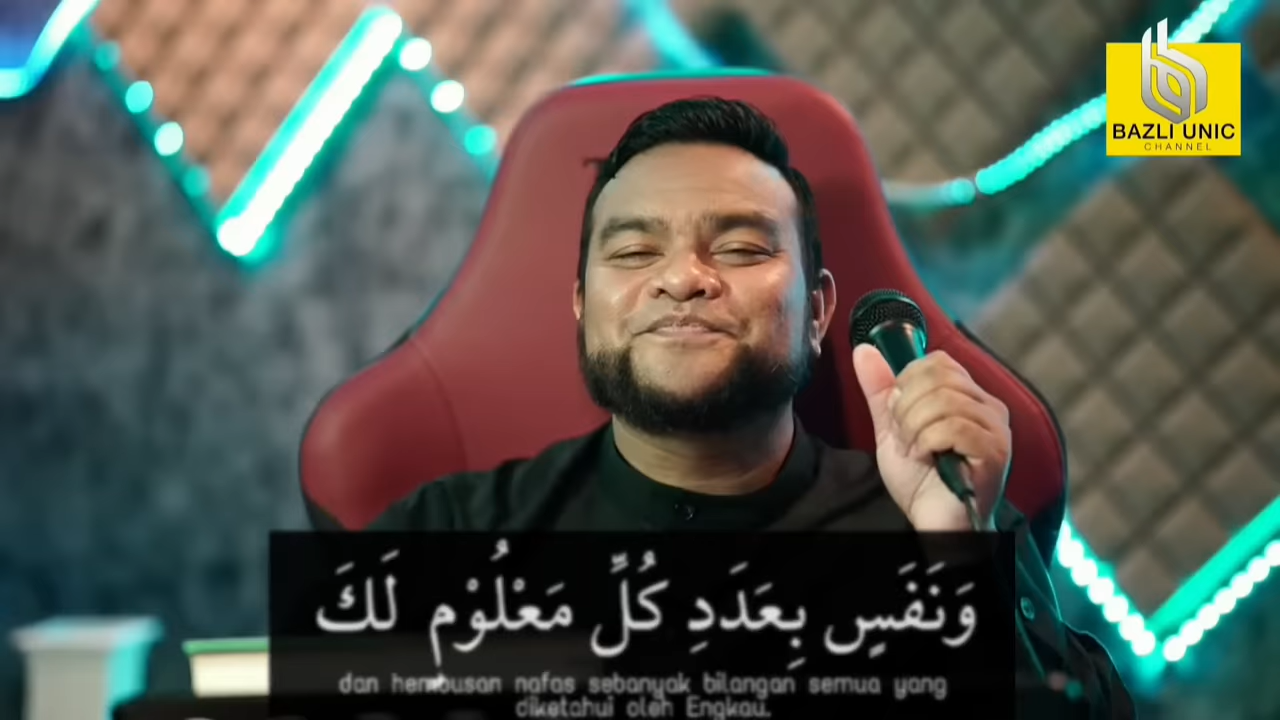 BAZLI UNIC
CHANNEL
وَنَفَسٍ بِعَدَدِ كُلِّ مَعْلُوْمٍ لَكَ
dan hembusan nafas sebanyak bilangan semua yang
diketahui oleh Engkau.